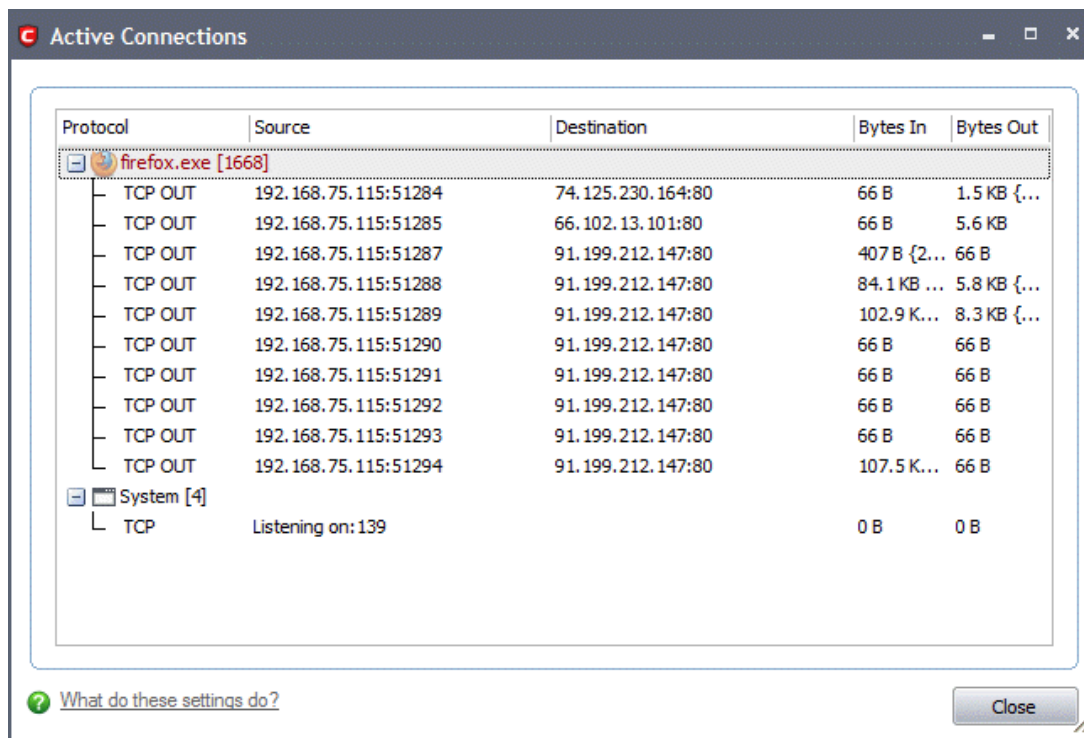 Active Connections
Protocol Source Destination Bytes In Bytes Out
firefox.exe [1668]
TCP OUT 192.168.75.115:51284 74.125.230.164:80 66 B 1.5 KB {...
TCP OUT 192.168.75.115:51285 66.102.13.101:80 66 B 5.6 KB
TCP OUT 192.168.75.115:51287 91.199.212.147:80 407 B {2... 66 B
TCP OUT 192.168.75.115:51288 91.199.212.147:80 84.1 KB ... 5.8 KB {...
TCP OUT 192.168.75.115:51289 91.199.212.147:80 102.9 K... 8.3 KB {...
TCP OUT 192.168.75.115:51290 91.199.212.147:80 66 B 66 B
TCP OUT 192.168.75.115:51291 91.199.212.147:80 66 B 66 B
TCP OUT 192.168.75.115:51292 91.199.212.147:80 66 B 66 B
TCP OUT 192.168.75.115:51293 91.199.212.147:80 66 B 66 B
TCP OUT 192.168.75.115:51294 91.199.212.147:80 107.5 K... 66 B
System [4]
TCP Listening on: 139 0 B 0 B
What do these settings do?
Close